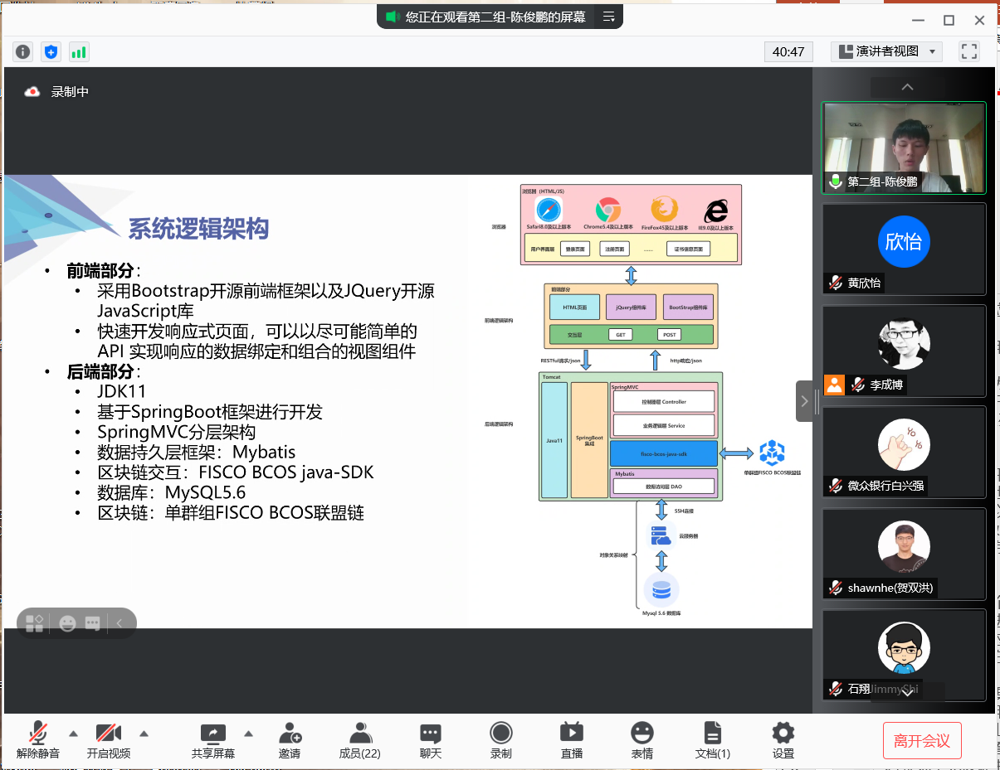 您正在观看第二组-陈俊鹏的屏幕
40:47
演讲者视图
录制中
系统逻辑架构
• 前端部分：
• 采用Bootstrap开源前端框架以及JQuery开源
JavaScript库
• 快速开发响应式页面，可以以尽可能简单的
API 实现响应的数据绑定和组合的视图组件
• 后端部分：
• JDK11
• 基于SpringBoot框架进行开发
• SpringMVC分层架构
• 数据持久层框架：Mybatis
• 区块链交互：FISCO BCOS java-SDK
• 数据库：MySQL5.6
• 区块链：单群组FISCO BCOS联盟链
浏览器（HTML/JS）
浏览器
Safari8.0及以上版本
Chrome5.4及以上版本
FireFox45及以上版本
IE9.0及以上版本
用户界面端
登录页面
注册页面
......
证书信息页面
前端部分
前端逻辑架构
HTML页面
jQuery组件库
BootStrap组件库
交互层
GET
POST
RESTful请求/json
http响应/json
Tomcat
后端逻辑架构
Java11
SpringBoot
集成
SpringMVC
控制器层 Controller
业务逻辑层 Service
fisco-bcos-java-sdk
单群组FISCO BCOS联盟链
Mybatis
数据访问层 DAO
SSH连接
云服务器
对象关系映射
Mysql 5.6 数据库
第二组-陈俊鹏
欣怡
黄欣怡
李成博
YO
YO
微众银行白兴强
shawnhe(贺双洪)
石翔JimmyShi
解除静音
开启视频
共享屏幕
邀请
成员(22)
聊天
录制
直播
表情
文档(1)
设置
离开会议